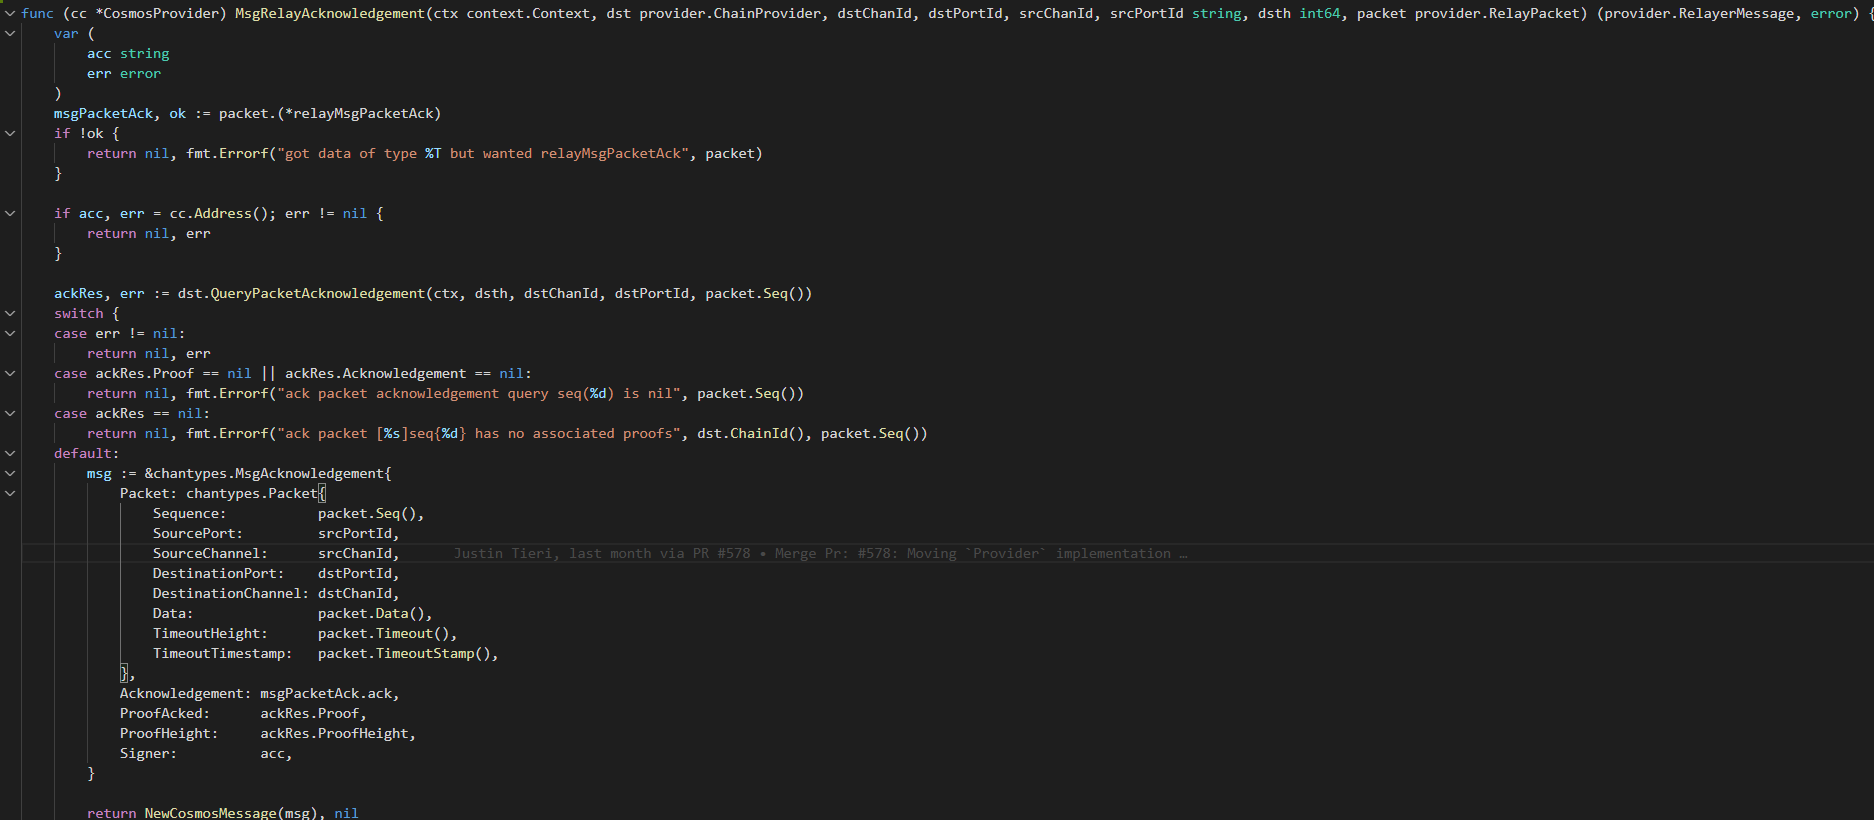 func (cc *CosmosProvider) MsgRelayAcknowledgement(ctx context.Context, dst provider.ChainProvider, dstChanId, dstPortId, srcChanId, srcPortId string, dsth int64, packet provider.RelayPacket) (provider.RelayerMessage, error) {
    var (
        acc string
        err error
    )
    msgPacketAck, ok := packet.(*relayMsgPacketAck)
    if !ok {
        return nil, fmt.Errorf("got data of type %T but wanted relayMsgPacketAck", packet)
    }

    if acc, err = cc.Address(); err != nil {
        return nil, err
    }

    ackRes, err := dst.QueryPacketAcknowledgement(ctx, dsth, dstChanId, dstPortId, packet.Seq())
    switch {
    case err != nil:
        return nil, err
    case ackRes.Proof == nil || ackRes.Acknowledgement == nil:
        return nil, fmt.Errorf("ack packet acknowledgement query seq(%d) is nil", packet.Seq())
    case ackRes == nil:
        return nil, fmt.Errorf("ack packet [%s]seq{%d} has no associated proofs", dst.ChainId(), packet.Seq())
    default:
        msg := &chantypes.MsgAcknowledgement{
            Packet: chantypes.Packet{
                Sequence:           packet.Seq(),
                SourcePort:         srcPortId,
                SourceChannel:      srcChanId,      Justin Tieri, last month via PR #578 • Merge Pr: #578: Moving `Provider` implementation …
                DestinationPort:    dstPortId,
                DestinationChannel: dstChanId,
                Data:               packet.Data(),
                TimeoutHeight:      packet.Timeout(),
                TimeoutTimestamp:   packet.TimeoutStamp(),
            },
            Acknowledgement: msgPacketAck.ack,
            ProofAcked:      ackRes.Proof,
            ProofHeight:     ackRes.ProofHeight,
            Signer:          acc,
        }

        return NewCosmosMessage(msg), nil